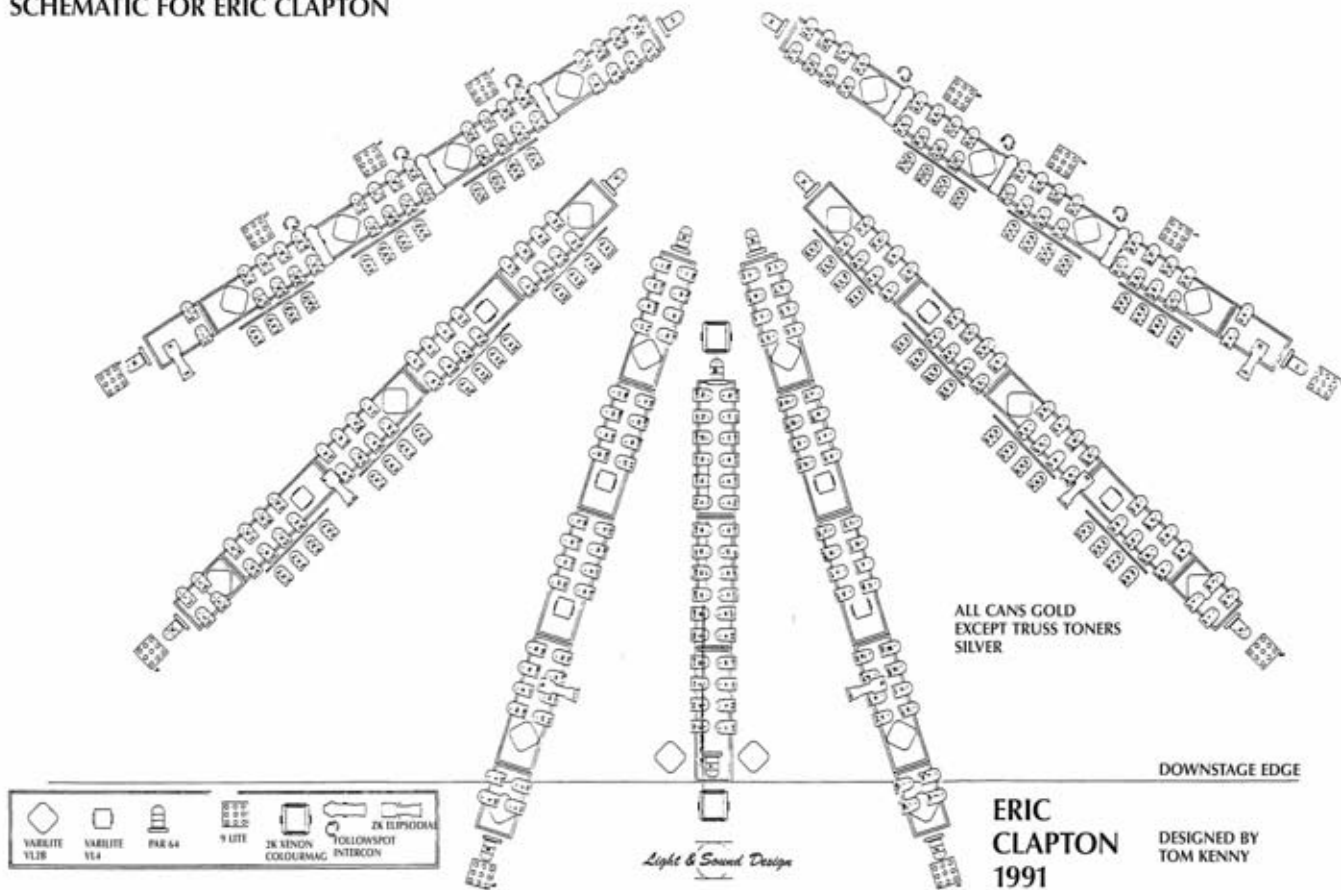 SCHEMATIC FOR ERIC CLAPTON
ALL CANS GOLD
EXCEPT TRUSS TONERS
SILVER
DOWNSTAGE EDGE
VARILITE
VL2B
VARILITE
VL4
PAR 64
9 LITE
2K XENON
COLOURMAG
FOLLOWSPOT
INTERCON
2K ELIPSODIAL
Light & Sound Design
ERIC
CLAPTON
1991
DESIGNED BY
TOM KENNY